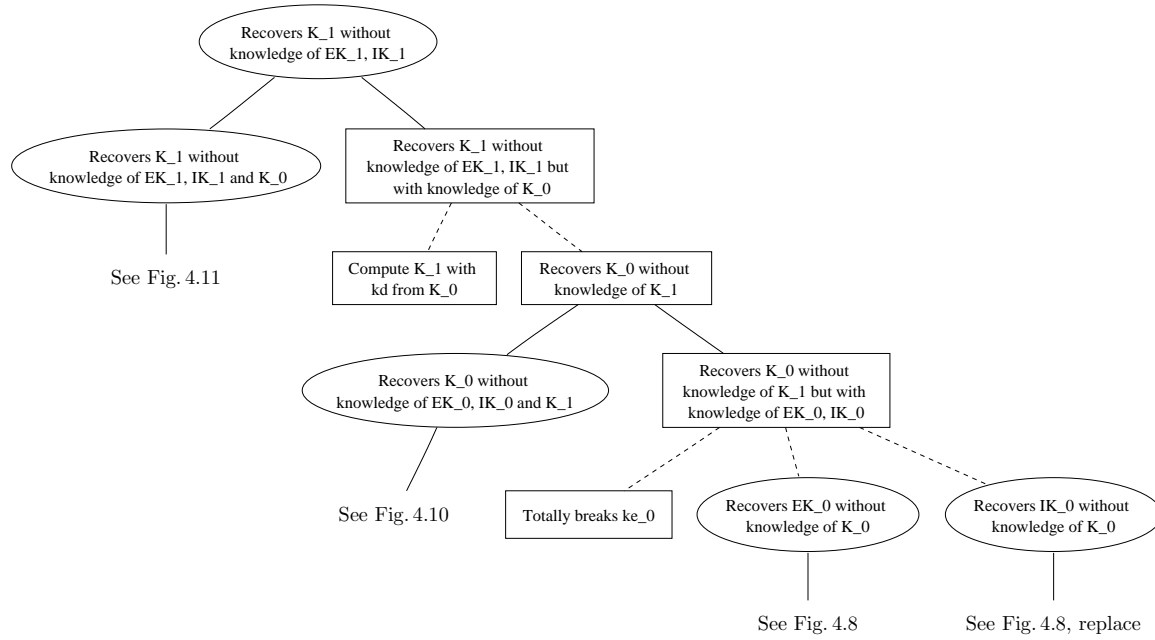 Recovers K_1 without
knowledge of EK_1, IK_1
Recovers K_1 without
knowledge of EK_1, IK_1 and K_0
Recovers K_1 without
knowledge of EK_1, IK_1 but
with knowledge of K_0
See Fig. 4.11
Compute K_1 with
kd from K_0
Recovers K_0 without
knowledge of K_1
Recovers K_0 without
knowledge of EK_0, IK_0 and K_1
Recovers K_0 without
knowledge of K_1 but with
knowledge of EK_0, IK_0
See Fig. 4.10
Totally breaks ke_0
Recovers EK_0 without
knowledge of K_0
Recovers IK_0 without
knowledge of K_0
See Fig. 4.8
See Fig. 4.8, replace